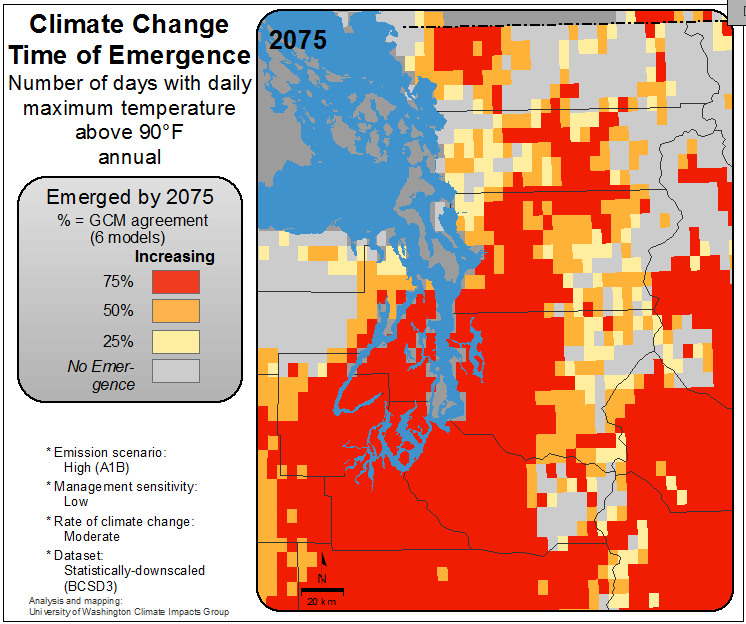 Climate Change
Time of Emergence
Number of days with daily
maximum temperature
above 90°F
annual
Emerged by 2075
% = GCM agreement
(6 models)
Increasing
75%
50%
25%
No Emer-
gence
* Emission scenario:
High (A1B)
* Management sensitivity:
Low
* Rate of climate change:
Moderate
* Dataset:
Statistically-downscaled
(BCSD3)
Analysis and mapping:
University of Washington Climate Impacts Group
2075
N
20 km